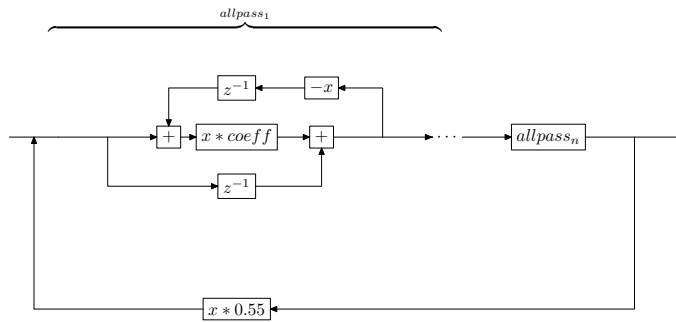 allpass₁
z⁻¹ −x
+ x ∗ coeff + ··· allpassₙ
z⁻¹
x ∗ 0.55